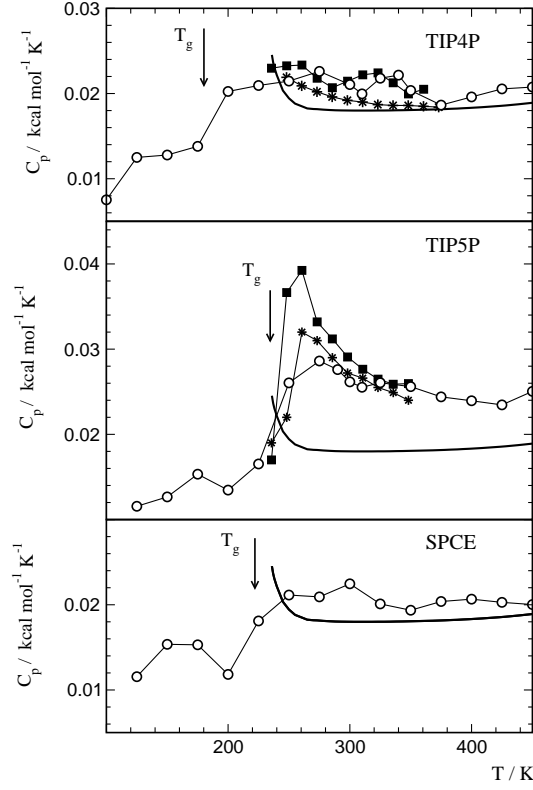 0.03
TIP4P
T_g
0.02
0.01
C_p / kcal mol^-1 K^-1
0.04
TIP5P
T_g
0.03
0.02
C_p / kcal mol^-1 K^-1
SPCE
T_g
0.02
0.01
C_p / kcal mol^-1 K^-1
200
300
400
T / K